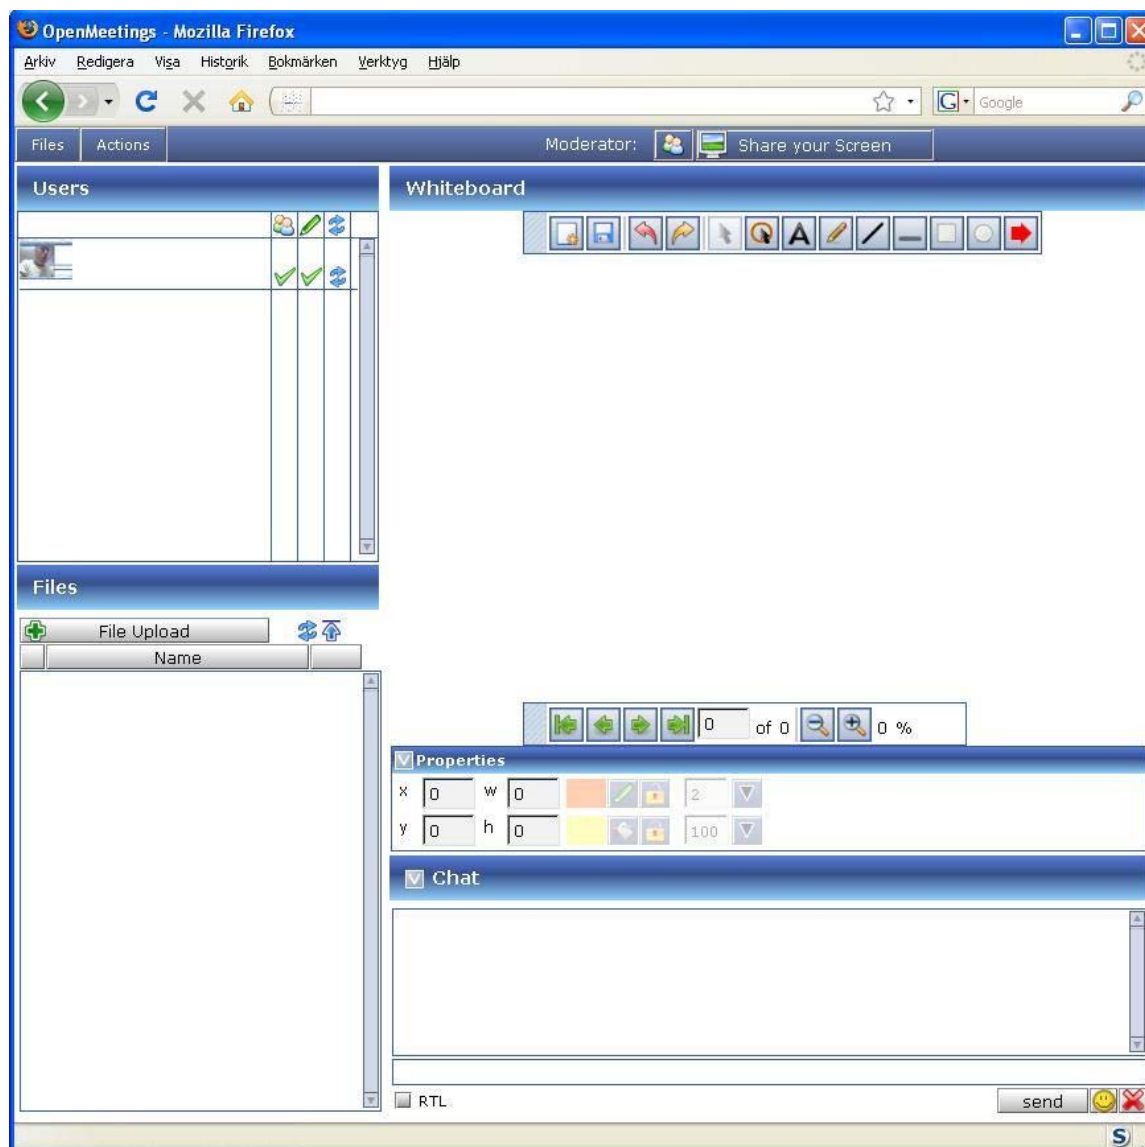 OpenMeetings - Mozilla Firefox
Arkiv Redigera Visa Historik Bokmärken Verktyg Hjälp
G Google
Files Actions Moderator: Share your Screen
Users
Whiteboard
A
Files
File Upload
Name
0 of 0 0 %
Properties
x 0 w 0 2
y 0 h 0 100
Chat
RTL send
S